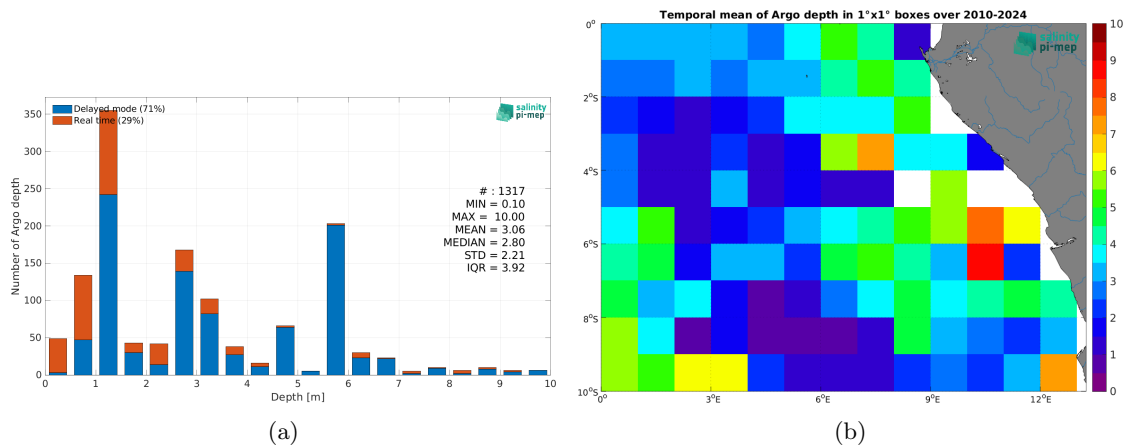 Delayed mode (71%)
Real time (29%)
salinity
pi-mep
Number of Argo depth
350
300
250
200
150
100
50
0
# : 1317
MIN = 0.10
MAX = 10.00
MEAN = 3.06
MEDIAN = 2.80
STD = 2.21
IQR = 3.92
0 1 2 3 4 5 6 7 8 9 10
Depth [m]
(a)
Temporal mean of Argo depth in 1°x1° boxes over 2010-2024
salinity
pi-mep
0°
2°S
4°S
6°S
8°S
10°S
0° 3°E 6°E 9°E 12°E
10
9
8
7
6
5
4
3
2
1
0
(b)